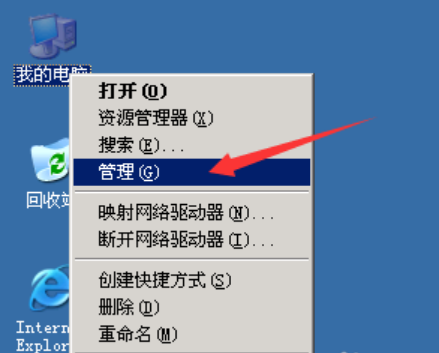 我的电脑
打开(O)
资源管理器(X)
搜索(E)...
管理(G)
回收站
映射网络驱动器(N)...
断开网络驱动器(I)...
创建快捷方式(S)
删除(D)
重命名(M)
Intern
Explor